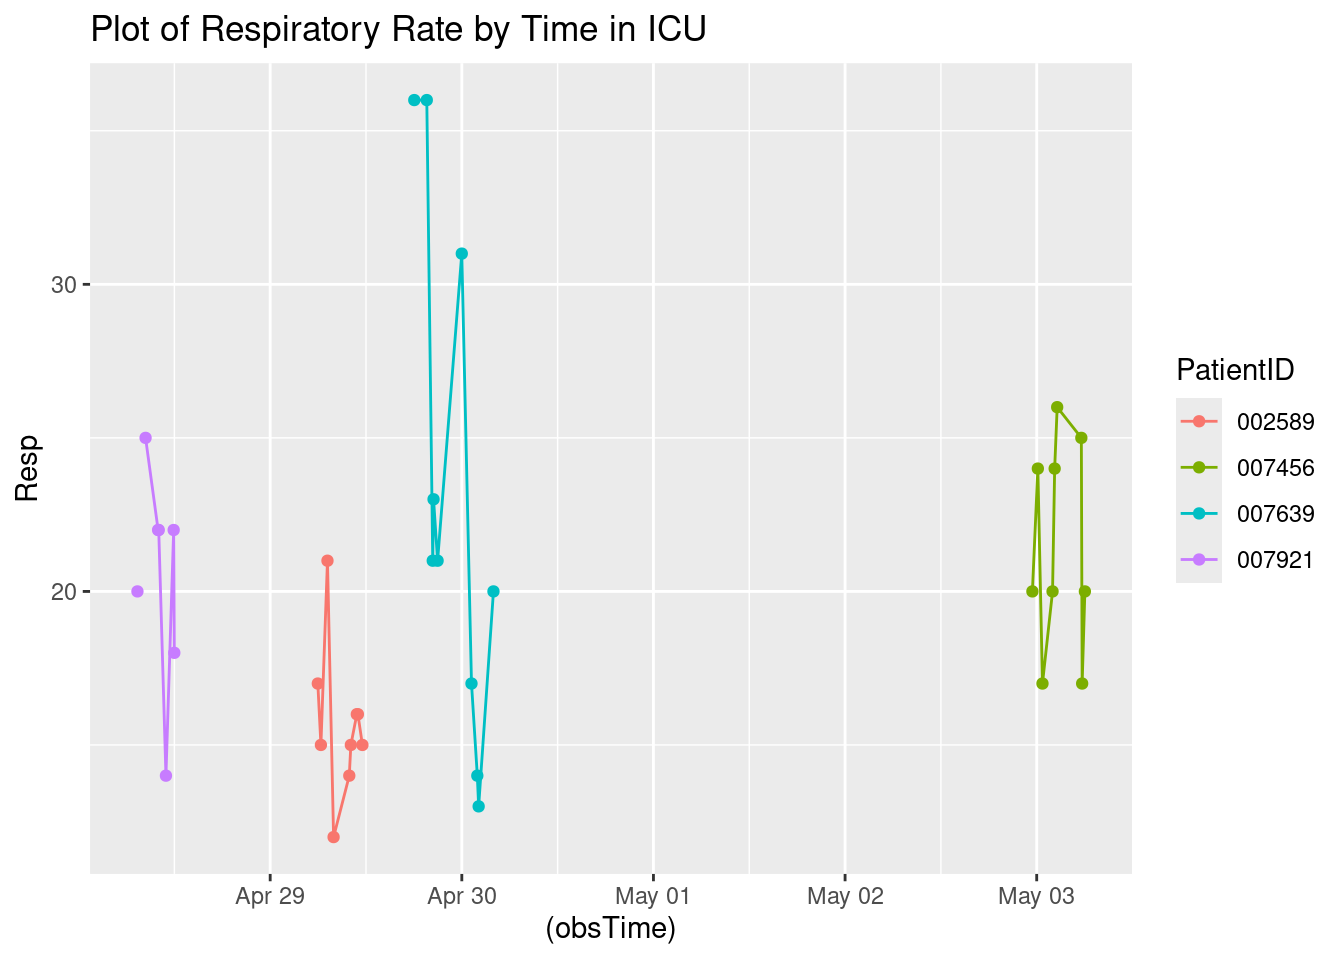 Plot of Respiratory Rate by Time in ICU
Resp
30
20
Apr 29
Apr 30
May 01
May 02
May 03
(obsTime)
PatientID
002589
007456
007639
007921